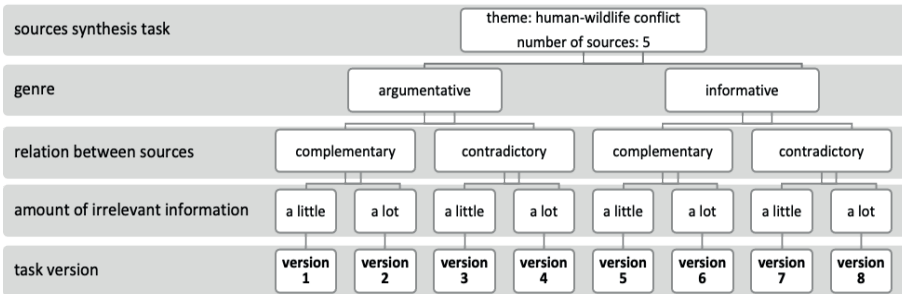 sources synthesis task
theme: human-wildlife conflict
number of sources: 5
genre
argumentative
informative
relation between sources
complementary
contradictory
complementary
contradictory
amount of irrelevant information
a little
a lot
a little
a lot
a little
a lot
a little
a lot
task version
version
1
version
2
version
3
version
4
version
5
version
6
version
7
version
8